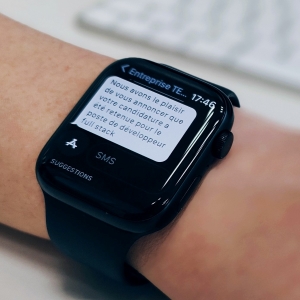 Entreprise TE...
17:46
Nous avons le plaisir
de vous annoncer que
votre candidature a
été retenue pour le
poste de développeur
full stack
SMS
SUGGESTIONS